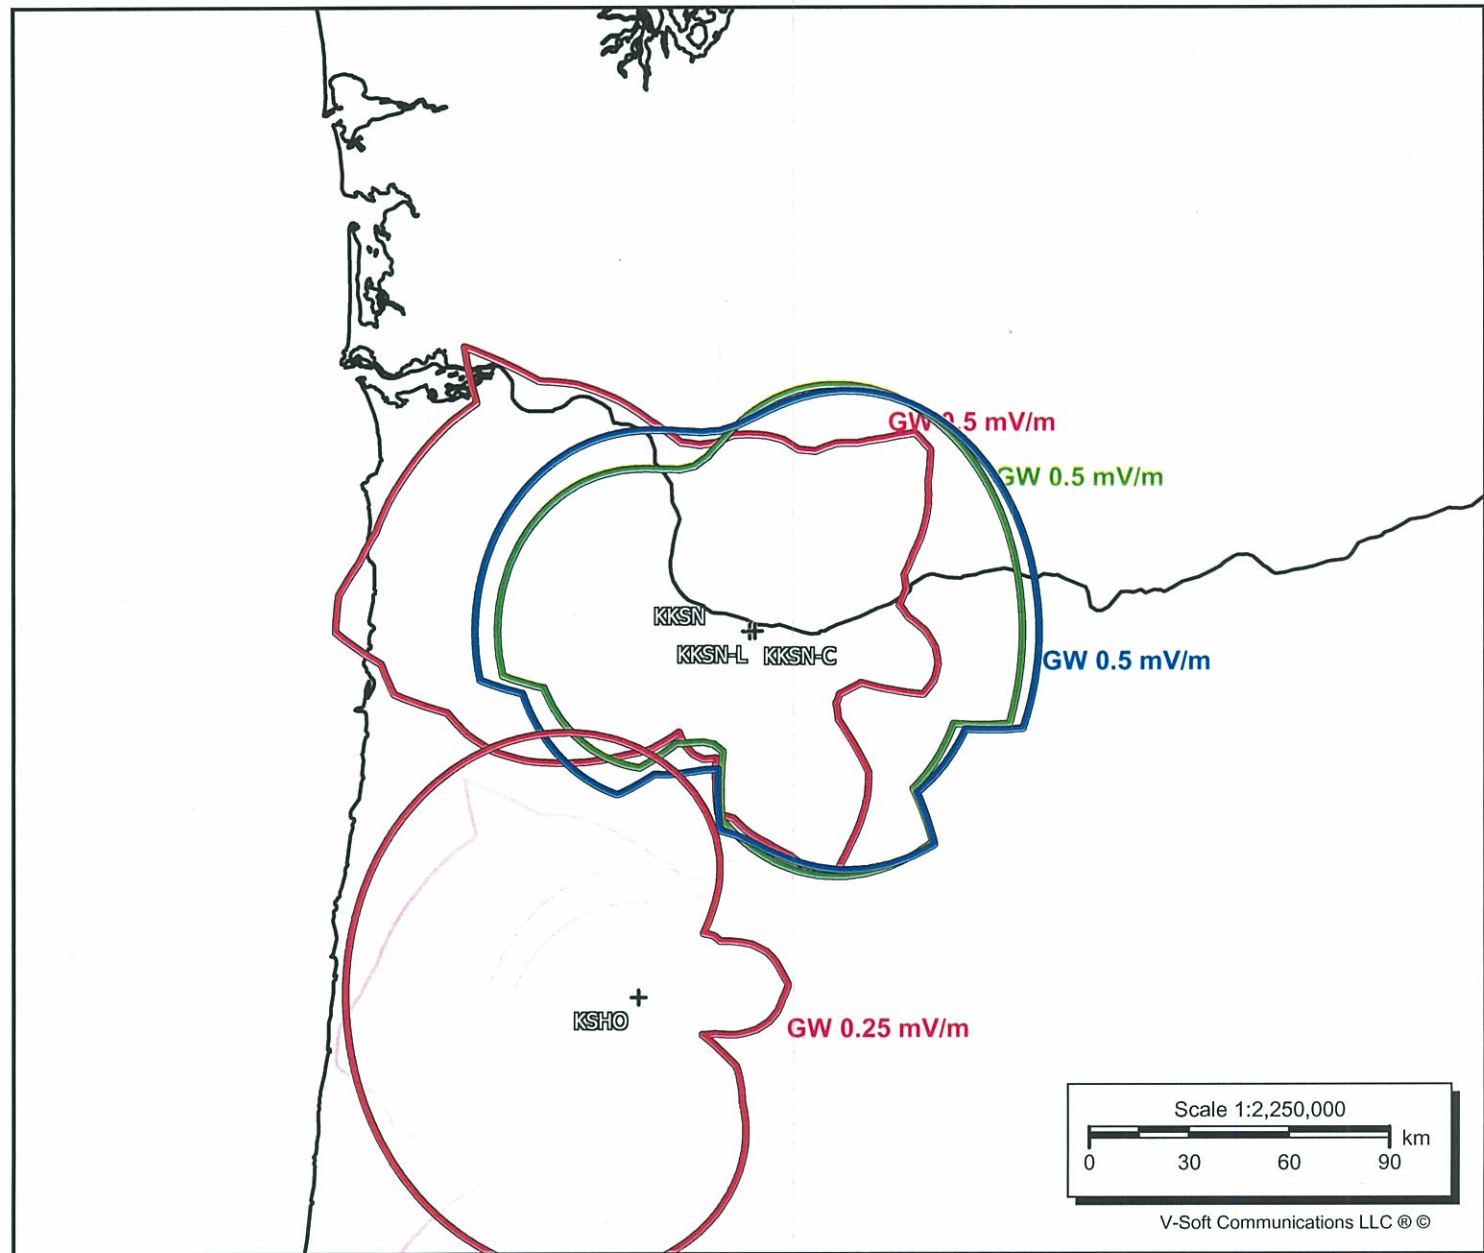 GW 0.5 mV/m
GW 0.5 mV/m
KKSN
KKSN-L KKSN-C
GW 0.5 mV/m
KSHO
GW 0.25 mV/m
Scale 1:2,250,000
km
0 30 60 90
V-Soft Communications LLC ® ©